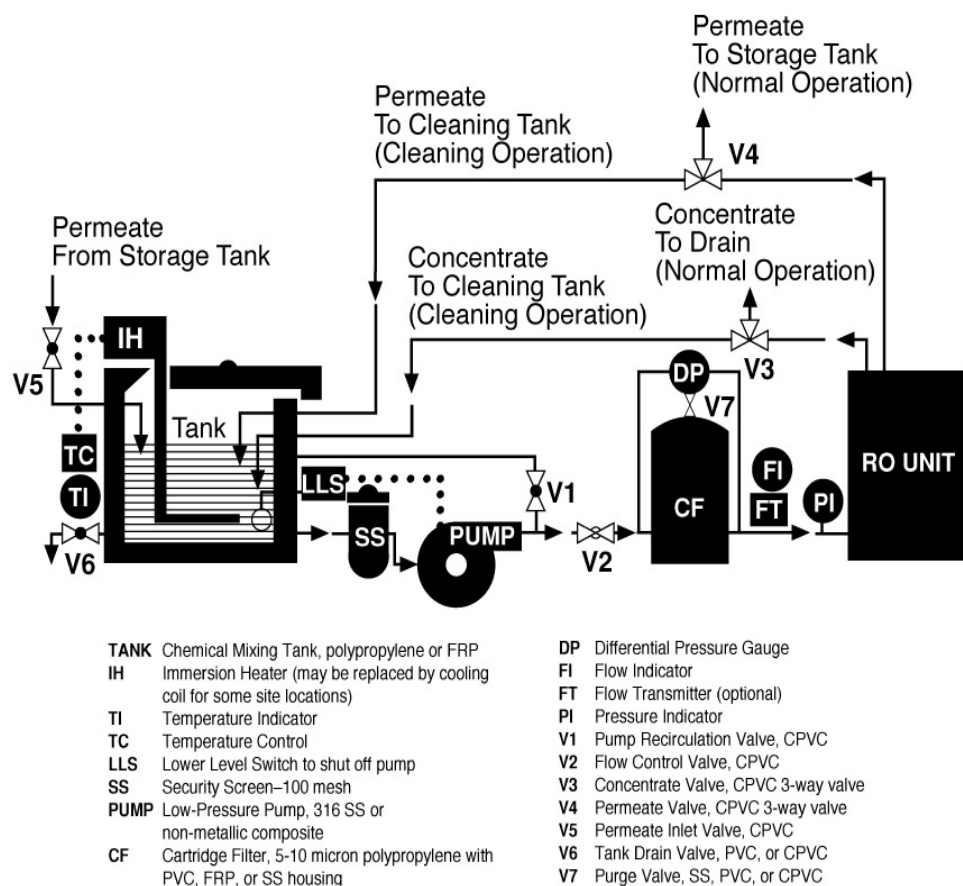 Permeate
To Storage Tank
(Normal Operation)
Permeate
To Cleaning Tank
(Cleaning Operation)
V4
Permeate
From Storage Tank
Concentrate
To Drain
(Normal Operation)
Concentrate
To Cleaning Tank
(Cleaning Operation)
IH
V3
V5
DP
V7
Tank
TC
RO UNIT
LLS
FI
TI
V1
CF
FT
PI
SS
PUMP
V6
V2
TANK Chemical Mixing Tank, polypropylene or FRP
IH Immersion Heater (may be replaced by cooling
coil for some site locations)
TI Temperature Indicator
TC Temperature Control
LLS Lower Level Switch to shut off pump
SS Security Screen–100 mesh
PUMP Low-Pressure Pump, 316 SS or
non-metallic composite
CF Cartridge Filter, 5-10 micron polypropylene with
PVC, FRP, or SS housing
DP Differential Pressure Gauge
FI Flow Indicator
FT Flow Transmitter (optional)
PI Pressure Indicator
V1 Pump Recirculation Valve, CPVC
V2 Flow Control Valve, CPVC
V3 Concentrate Valve, CPVC 3-way valve
V4 Permeate Valve, CPVC 3-way valve
V5 Permeate Inlet Valve, CPVC
V6 Tank Drain Valve, PVC, or CPVC
V7 Purge Valve, SS, PVC, or CPVC